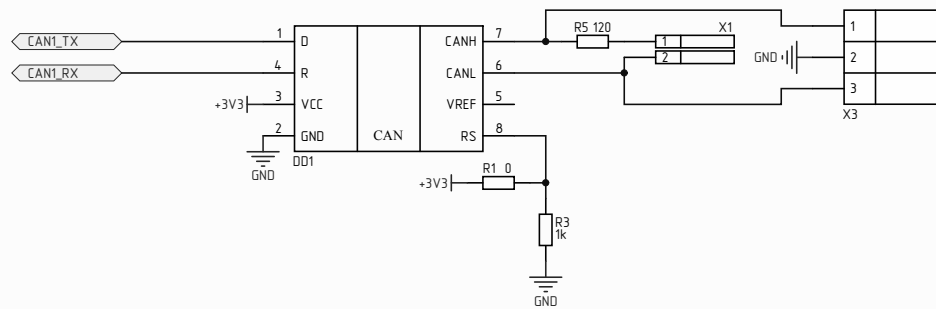 CAN1_TX
CAN1_RX
+3V3
GND
1
4
3
2
D
R
VCC
GND
CAN
DD1
CANH
CANL
VREF
RS
7
6
5
8
R5 120
X1
1
2
GND
1
2
3
X3
+3V3
R1 0
R3
1k
GND